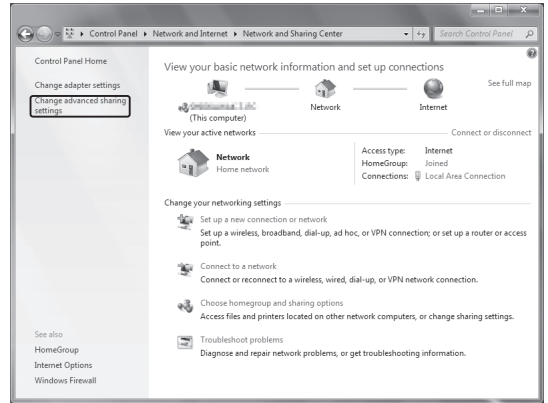 Control Panel ▸ Network and Internet ▸ Network and Sharing Center
Search Control Panel
Control Panel Home
Change adapter settings
Change advanced sharing
settings
See also
HomeGroup
Internet Options
Windows Firewall
View your basic network information and set up connections
See full map
(This computer)
Network
Internet
View your active networks
Connect or disconnect
Network
Home network
Access type: Internet
HomeGroup: Joined
Connections: Local Area Connection
Change your networking settings
Set up a new connection or network
Set up a wireless, broadband, dial-up, ad hoc, or VPN connection; or set up a router or access
point.
Connect to a network
Connect or reconnect to a wireless, wired, dial-up, or VPN network connection.
Choose homegroup and sharing options
Access files and printers located on other network computers, or change sharing settings.
Troubleshoot problems
Diagnose and repair network problems, or get troubleshooting information.